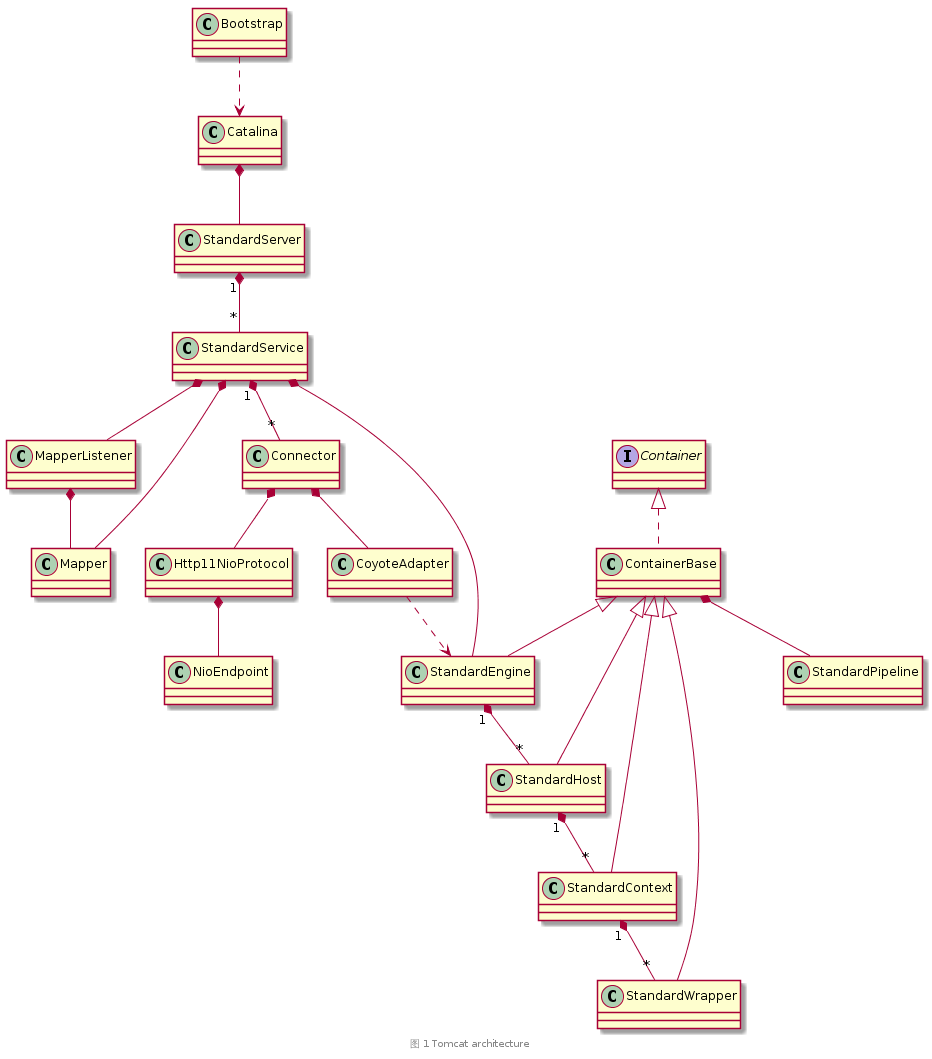 C Bootstrap
C Catalina
C StandardServer
1
*
C StandardService
1
*
C MapperListener
C Connector
I Container
C Mapper
C Http11NioProtocol
C CoyoteAdapter
C ContainerBase
C NioEndpoint
C StandardEngine
C StandardPipeline
1
*
C StandardHost
1
*
C StandardContext
1
*
C StandardWrapper
图 1 Tomcat architecture